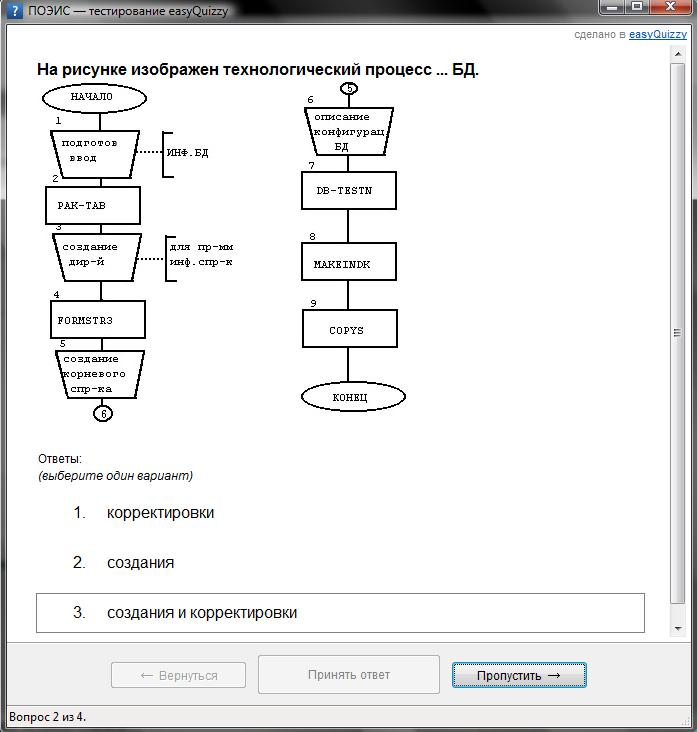 ПОЭИС — тестирование easyQuizzy
сделано в easyQuizzy
На рисунке изображен технологический процесс ... БД.
НАЧАЛО
1
подготов
ввод
ИНФ.БД
2
PAK-TAB
3
создание
дир-й
для пр-мм
инф.спр-к
4
FORMSTR3
5
создание
корневого
спр-ка
6
5
6
описание
конфигурац
БД
7
DB-TESTN
8
MAKEINDK
9
COPYS
КОНЕЦ
Ответы:
(выберите один вариант)
1. корректировки
2. создания
3. создания и корректировки
← Вернуться
Принять ответ
Пропустить →
Вопрос 2 из 4.